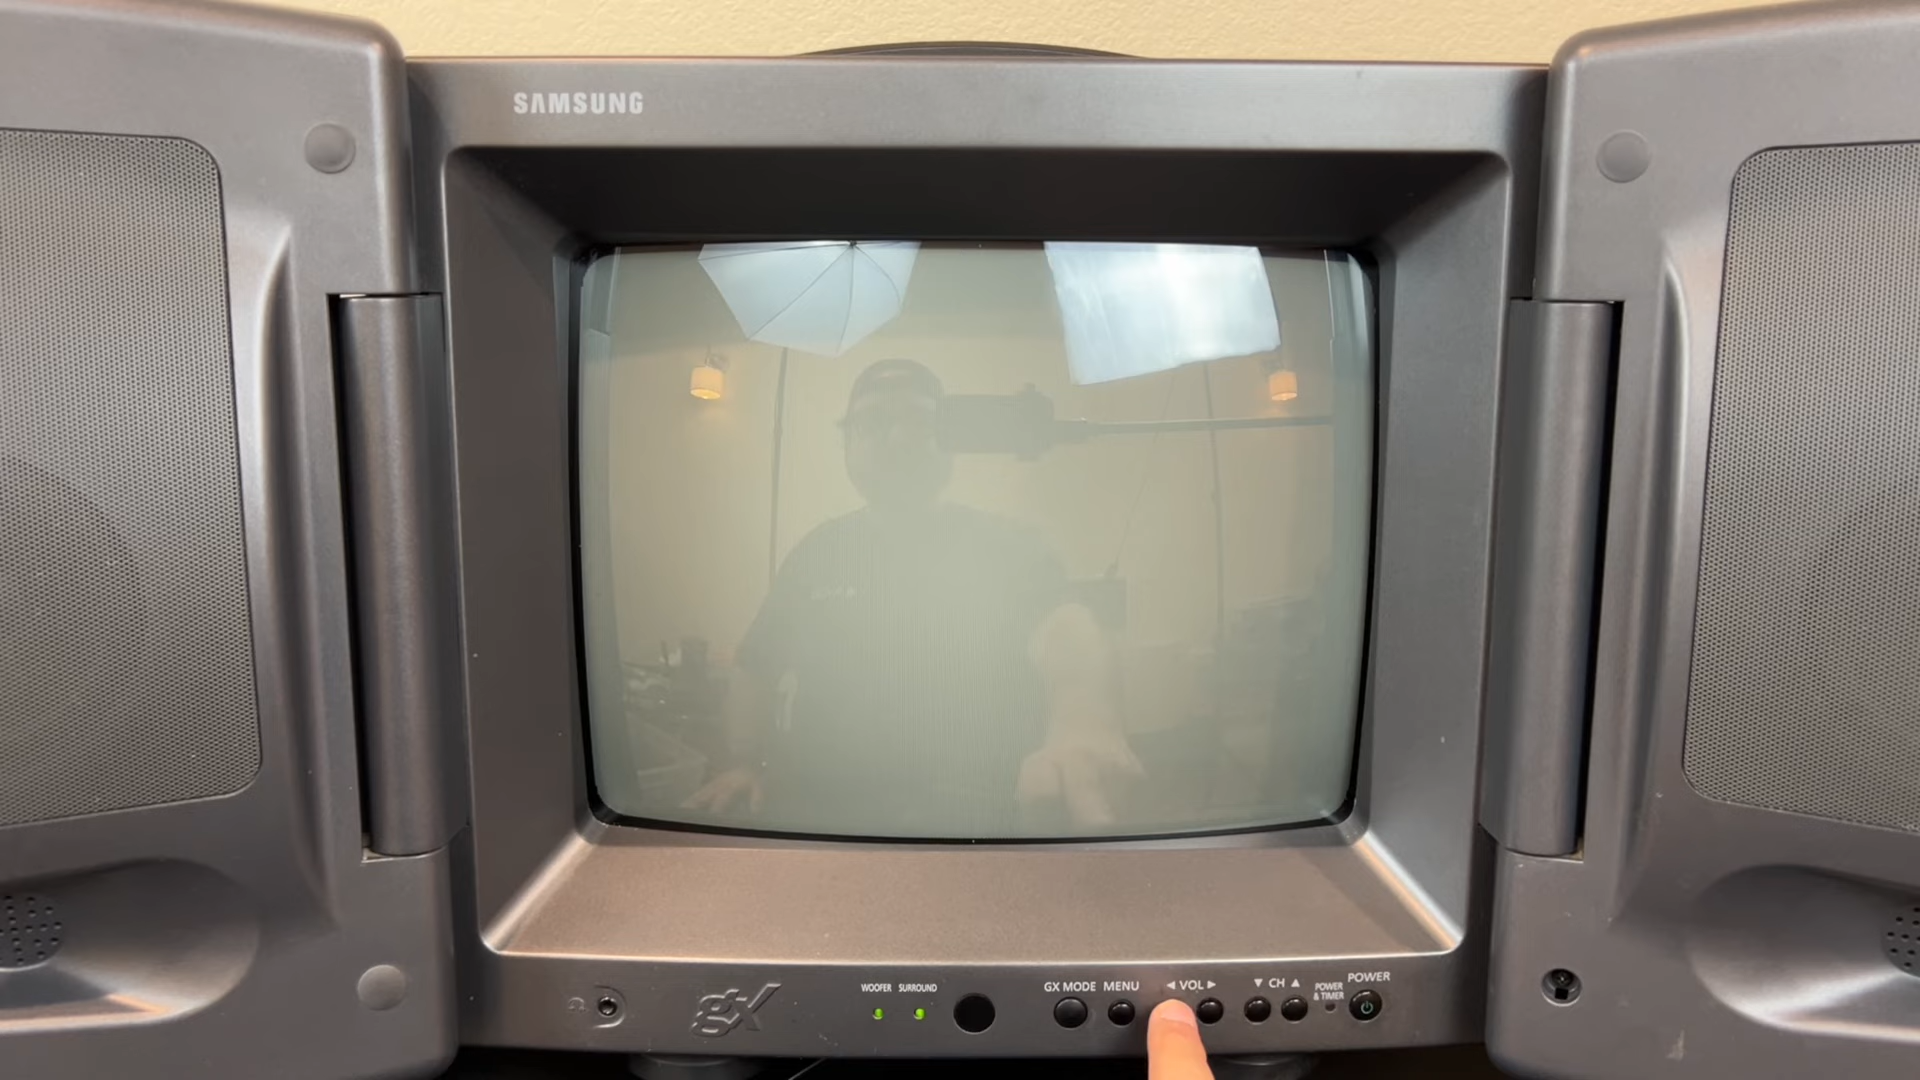 SAMSUNG
gx
WOOFER SURROUND
GX MODE MENU ◄ VOL ► ▼ CH ▲ POWER & TIMER POWER